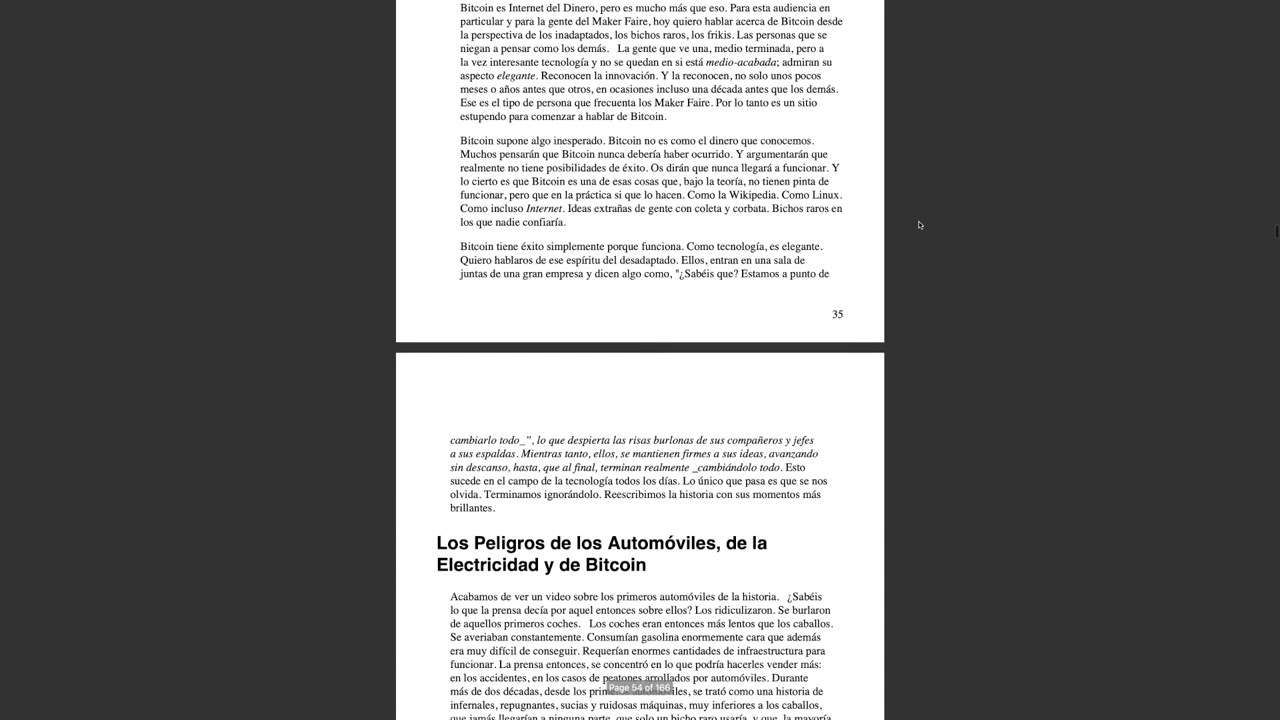 Bitcoin es Internet del Dinero, pero es mucho más que eso. Para esta audiencia en
particular y para la gente del Maker Faire, hoy quiero hablar acerca de Bitcoin desde
la perspectiva de los inadaptados, los bichos raros, los frikis. Las personas que se
niegan a pensar como los demás. La gente que ve una, medio terminada, pero a
la vez interesante tecnología y no se quedan en si está medio-acabada; admiran su
aspecto elegante. Reconocen la innovación. Y la reconocen, no solo unos pocos
meses o años antes que otros, en ocasiones incluso una década antes que los demás.
Ese es el tipo de persona que frecuenta los Maker Faire. Por lo tanto es un sitio
estupendo para comenzar a hablar de Bitcoin.
Bitcoin supone algo inesperado. Bitcoin no es como el dinero que conocemos.
Muchos pensarán que Bitcoin nunca debería haber ocurrido. Y argumentarán que
realmente no tiene posibilidades de éxito. Os dirán que nunca llegará a funcionar. Y
lo cierto es que Bitcoin es una de esas cosas que, bajo la teoría, no tienen pinta de
funcionar, pero que en la práctica si que lo hacen. Como la Wikipedia. Como Linux.
Como incluso Internet. Ideas extrañas de gente con coleta y corbata. Bichos raros en
los que nadie confiaría.
Bitcoin tiene éxito simplemente porque funciona. Como tecnología, es elegante.
Quiero hablaros de ese espíritu del desadaptado. Ellos, entran en una sala de
juntas de una gran empresa y dicen algo como, "¿Sabéis que? Estamos a punto de
35
cambiarlo todo_", lo que despierta las risas burlonas de sus compañeros y jefes
a sus espaldas. Mientras tanto, ellos, se mantienen firmes a sus ideas, avanzando
sin descanso, hasta, que al final, terminan realmente _cambiándolo todo. Esto
sucede en el campo de la tecnología todos los días. Lo único que pasa es que se nos
olvida. Terminamos ignorándolo. Reescribimos la historia con sus momentos más
brillantes.
Los Peligros de los Automóviles, de la
Electricidad y de Bitcoin
Acabamos de ver un video sobre los primeros automóviles de la historia. ¿Sabéis
lo que la prensa decía por aquel entonces sobre ellos? Los ridiculizaron. Se burlaron
de aquellos primeros coches. Los coches eran entonces más lentos que los caballos.
Se averiaban constantemente. Consumían gasolina enormemente cara que además
era muy difícil de conseguir. Requerían enormes cantidades de infraestructura para
funcionar. La prensa entonces, se concentró en lo que podría hacerles vender más:
en los accidentes, en los casos de peatones arrollados por automóviles. Durante
Page 54 of 166
más de dos décadas, desde los primeros automóviles, se trató como una historia de
infernales, repugnantes, sucias y ruidosas máquinas, muy inferiores a los caballos,
que jamás llegarían a ninguna parte, que solo un bicho raro usaría, y que, la mayoría